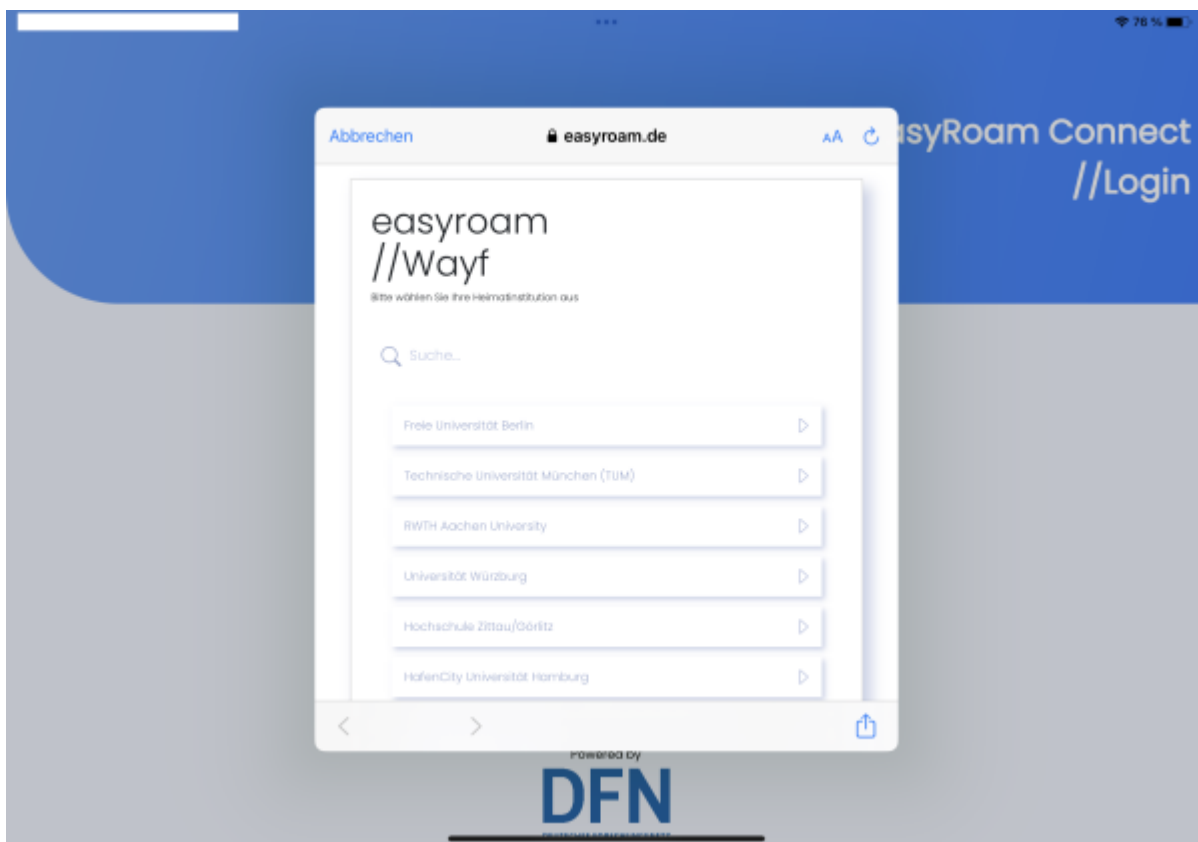 76 %
asyRoam Connect
//Login
Abbrechen
easyroam.de
AA
easyroam
//Wayf
Bitte wählen Sie Ihre Heimatinstitution aus
Suche...
Freie Universität Berlin
Technische Universität München (TUM)
RWTH Aachen University
Universität Würzburg
Hochschule Zittau/Görlitz
HafenCity Universität Hamburg
Powered by
DFN